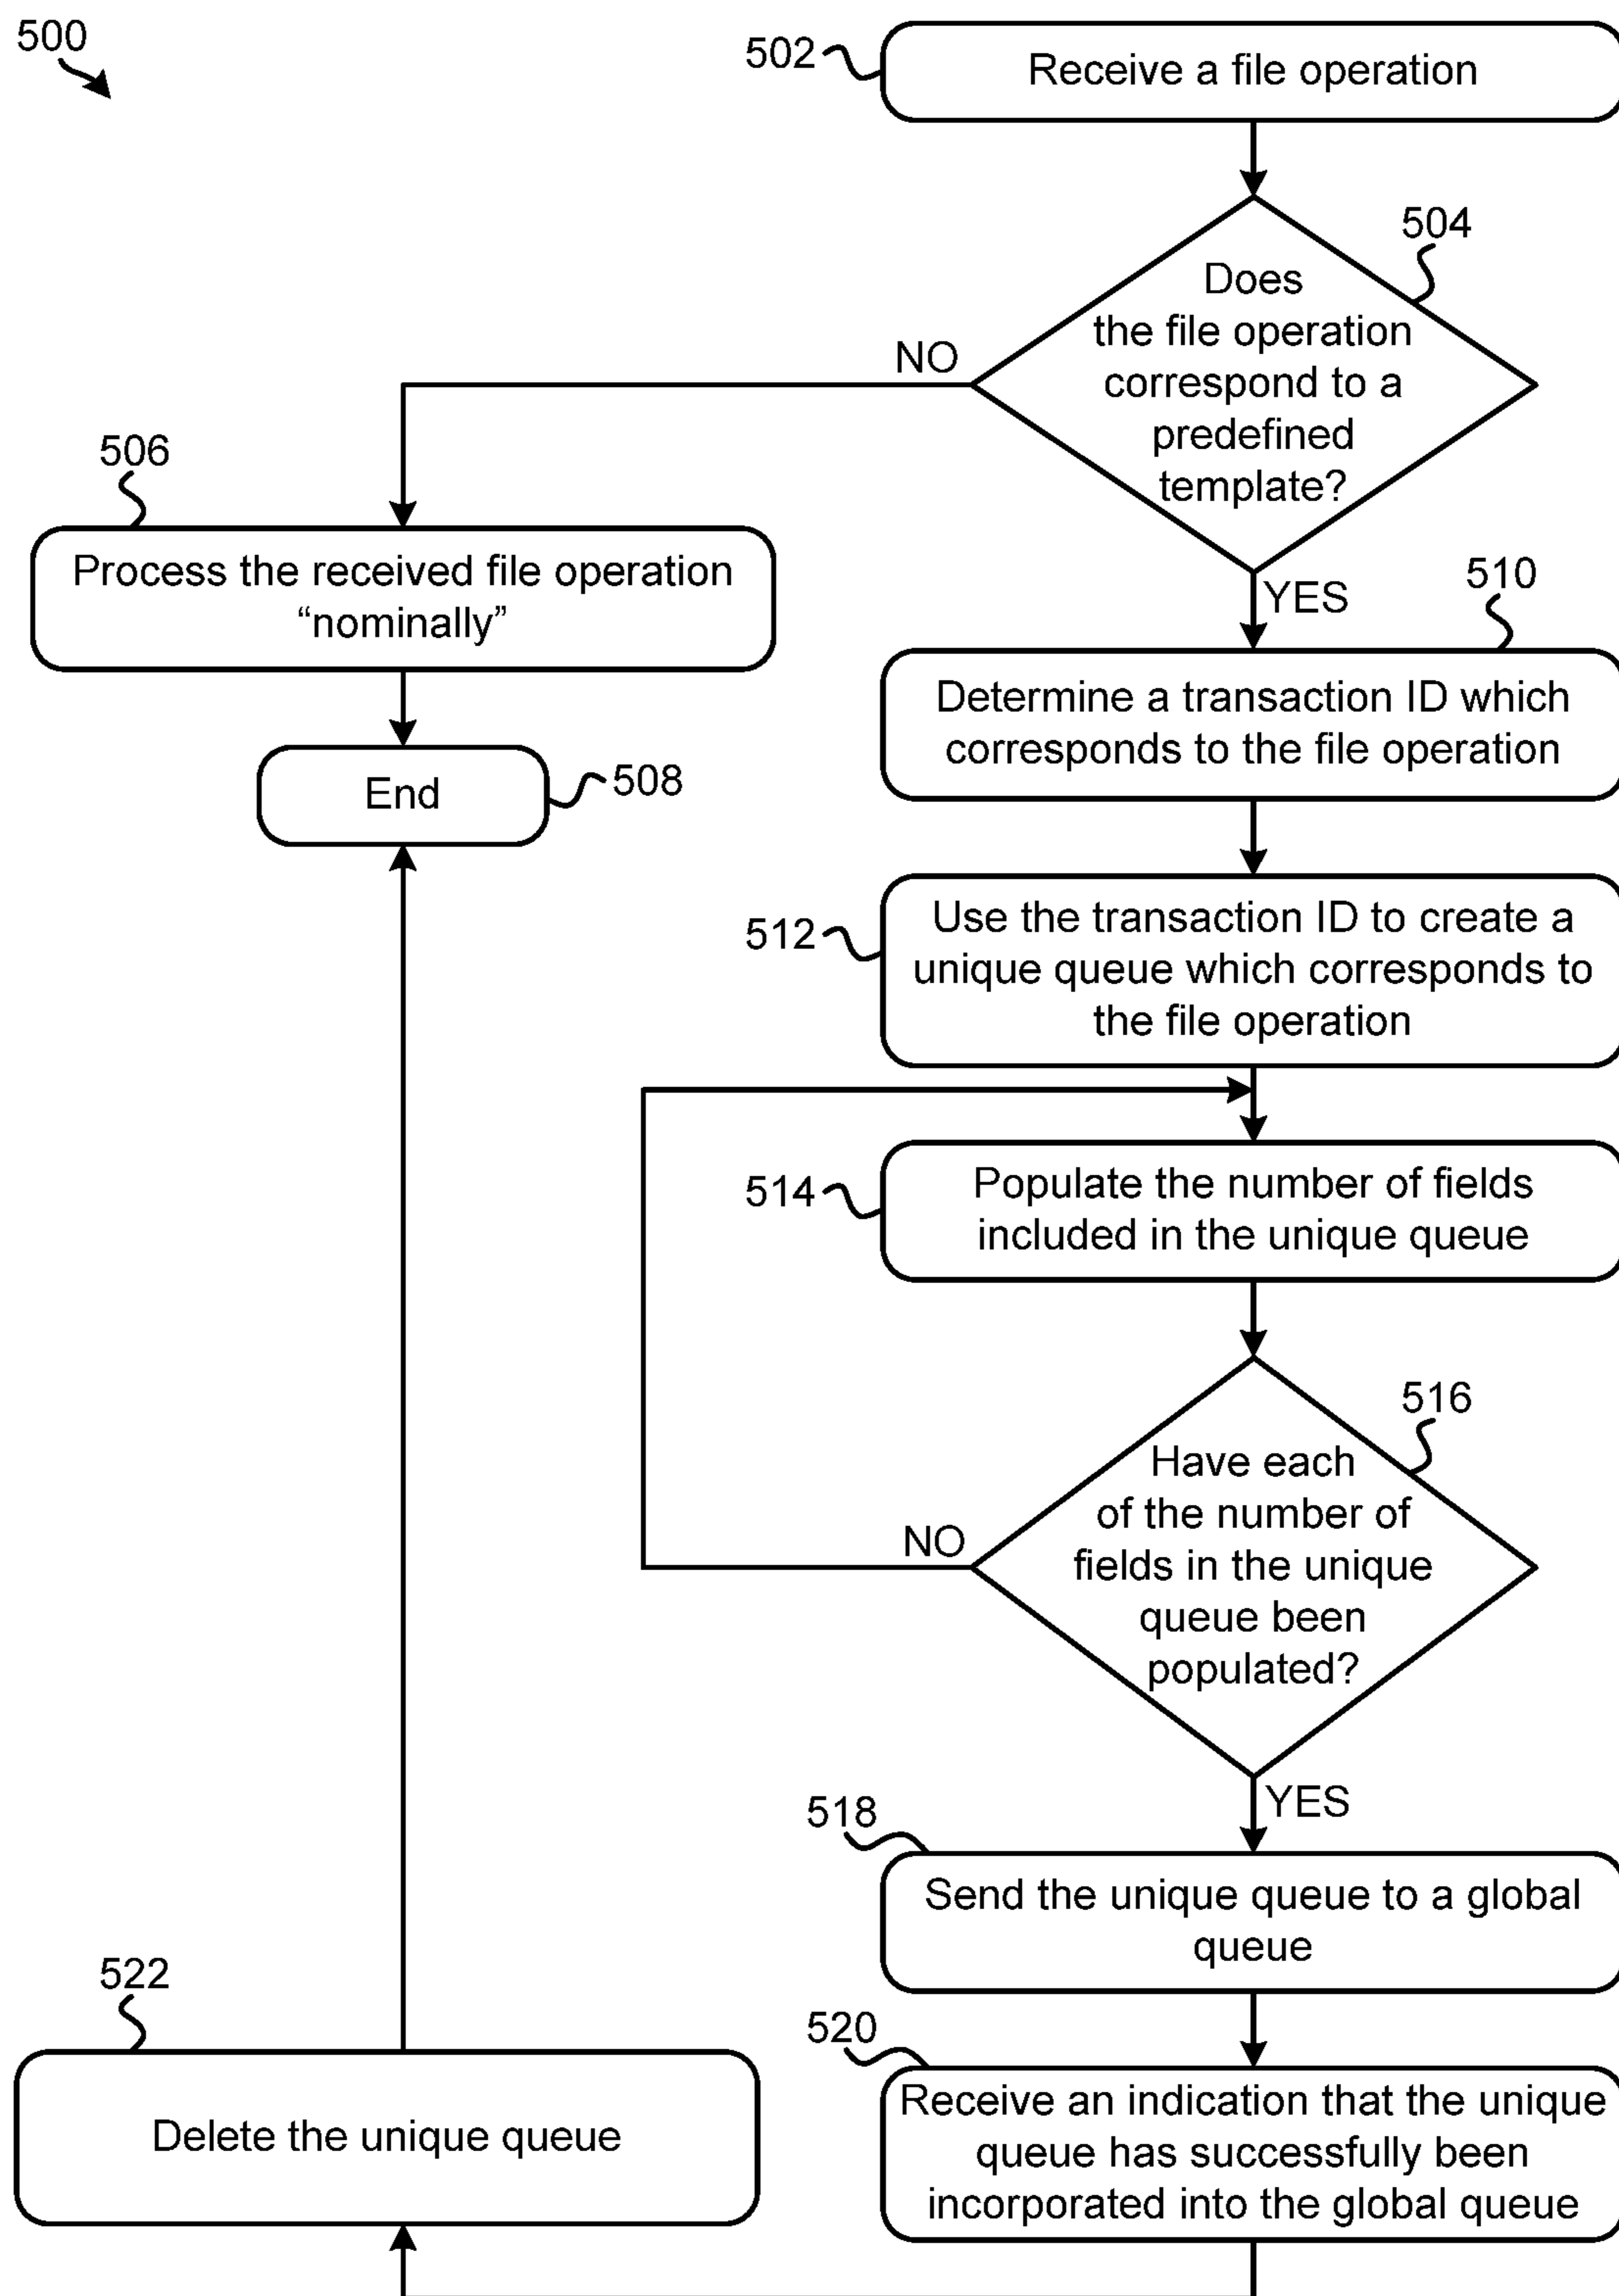 500
502
Receive a file operation
504
Does
the file operation
correspond to a
predefined
template?
NO
YES
506
Process the received file operation
“nominally”
End
508
510
Determine a transaction ID which
corresponds to the file operation
512
Use the transaction ID to create a
unique queue which corresponds to
the file operation
514
Populate the number of fields
included in the unique queue
516
Have each
of the number of
fields in the unique
queue been
populated?
NO
YES
518
Send the unique queue to a global
queue
520
Receive an indication that the unique
queue has successfully been
incorporated into the global queue
522
Delete the unique queue